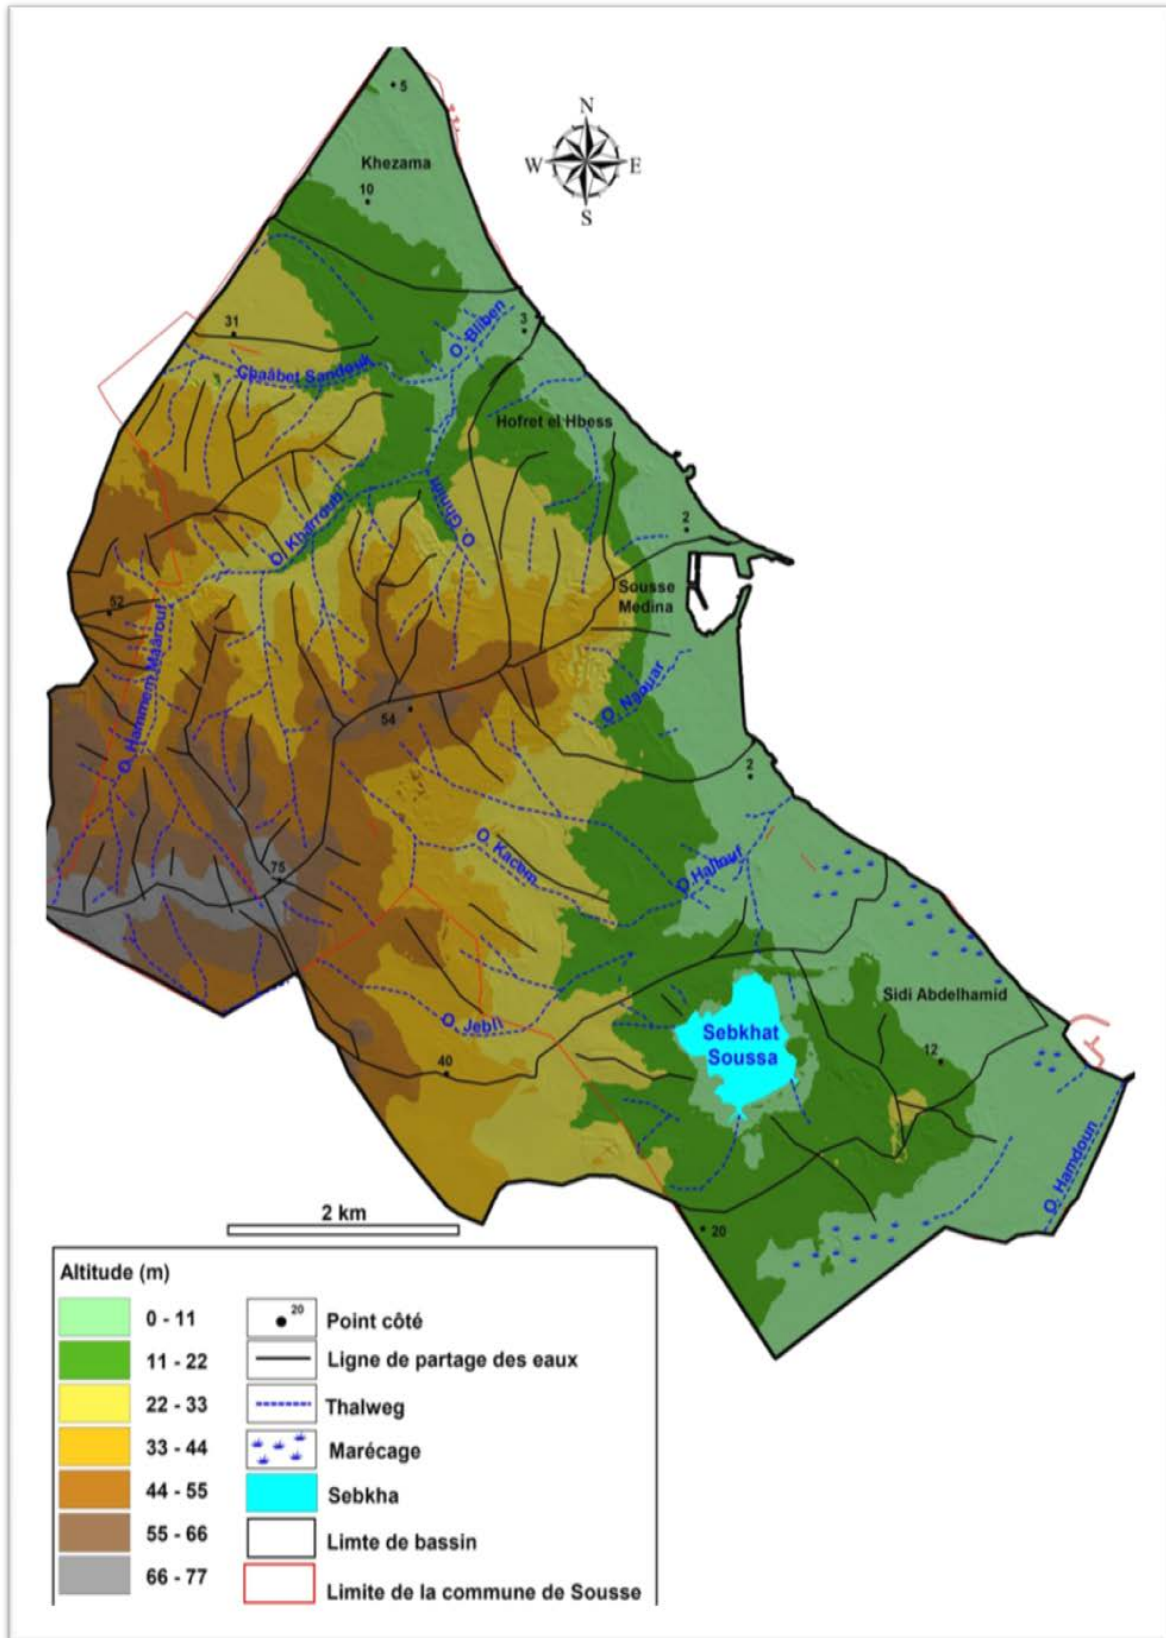 5
N
W E
S
Khezama
10
31
3
O. Bliben
Chaâbet Sandouk
Hofret el Hbess
O. Kharroub
O. Ghnim
2
Sousse
Medina
52
O. Hammem Maârouf
O. Ngouar
54
2
O. Kacem
O.Hallouf
75
Sidi Abdelhamid
O. Jebli
Sebkhat
Soussa
12
40
O. Hamdoun
2 km
20
Altitude (m)
0 - 11
11 - 22
22 - 33
33 - 44
44 - 55
55 - 66
66 - 77
20
Point côté
Ligne de partage des eaux
Thalweg
Marécage
Sebkha
Limte de bassin
Limite de la commune de Sousse